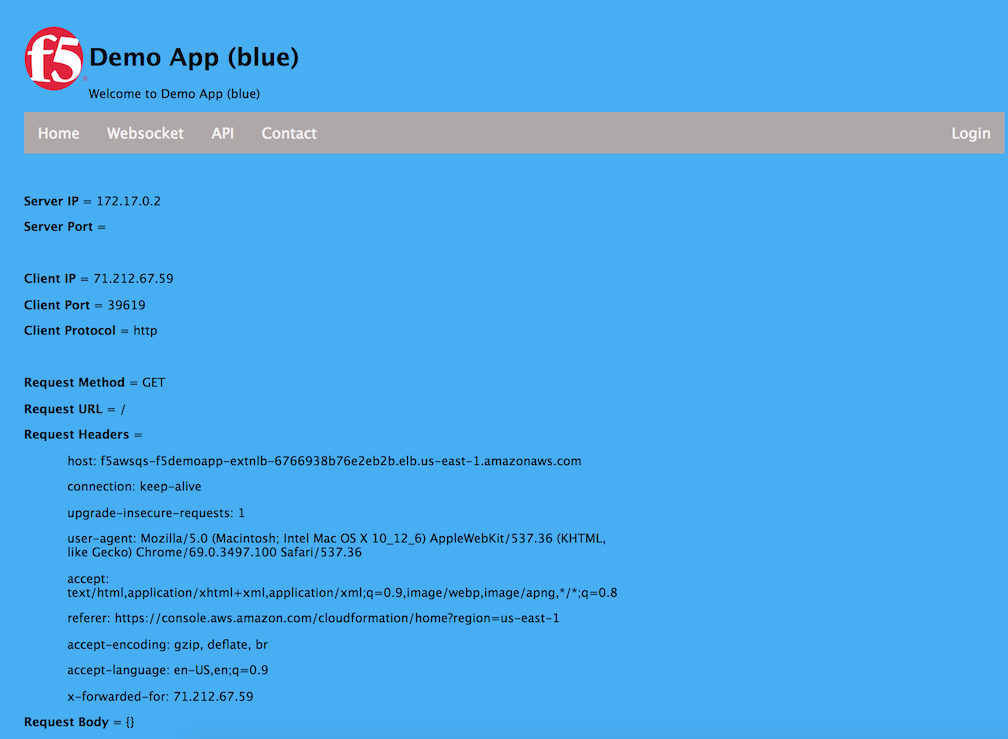 f5 Demo App (blue)
Welcome to Demo App (blue)
Home Websocket API Contact Login
Server IP = 172.17.0.2
Server Port =
Client IP = 71.212.67.59
Client Port = 39619
Client Protocol = http
Request Method = GET
Request URL = /
Request Headers =
host: f5awsqs-f5demoapp-extnlb-6766938b76e2eb2b.elb.us-east-1.amazonaws.com
connection: keep-alive
upgrade-insecure-requests: 1
user-agent: Mozilla/5.0 (Macintosh; Intel Mac OS X 10_12_6) AppleWebKit/537.36 (KHTML,
like Gecko) Chrome/69.0.3497.100 Safari/537.36
accept:
text/html,application/xhtml+xml,application/xml;q=0.9,image/webp,image/apng,*/*;q=0.8
referer: https://console.aws.amazon.com/cloudformation/home?region=us-east-1
accept-encoding: gzip, deflate, br
accept-language: en-US,en;q=0.9
x-forwarded-for: 71.212.67.59
Request Body = {}